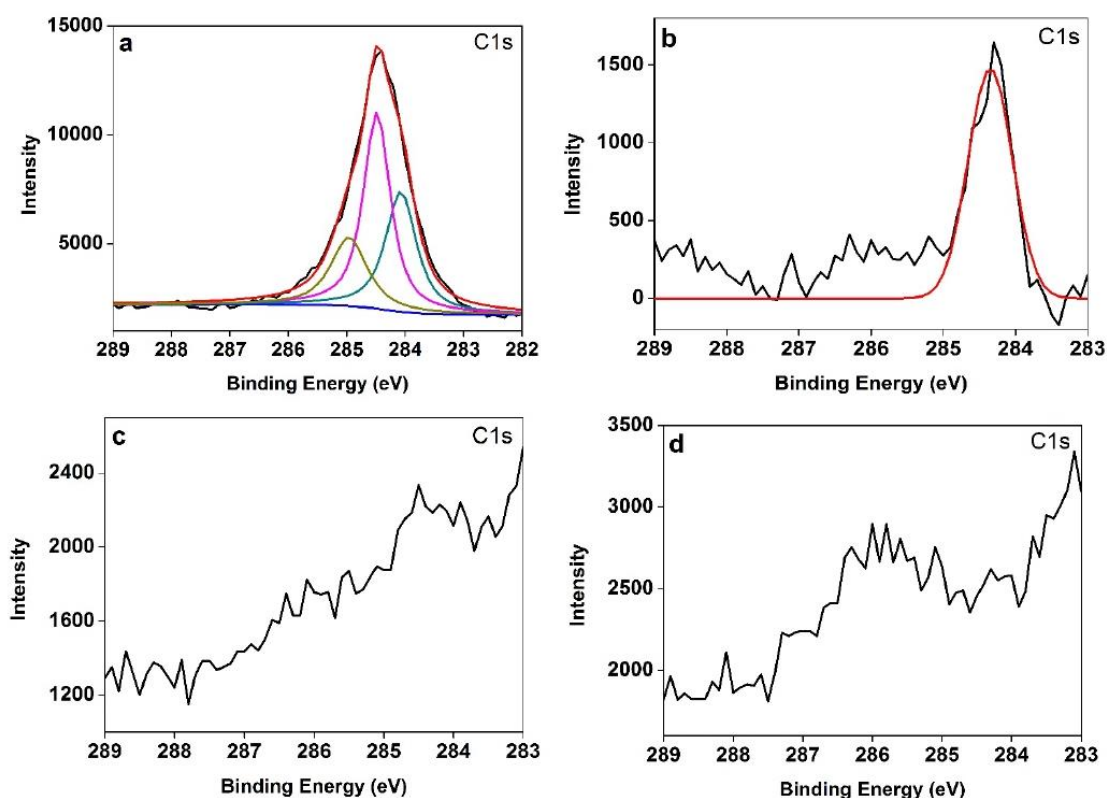 a
C1s
15000
10000
5000
Intensity
289 288 287 286 285 284 283 282
Binding Energy (eV)
b
C1s
1500
1000
500
0
Intensity
289 288 287 286 285 284 283
Binding Energy (eV)
c
C1s
2400
2000
1600
1200
Intensity
289 288 287 286 285 284 283
Binding Energy (eV)
d
C1s
3500
3000
2500
2000
Intensity
289 288 287 286 285 284 283
Binding Energy (eV)